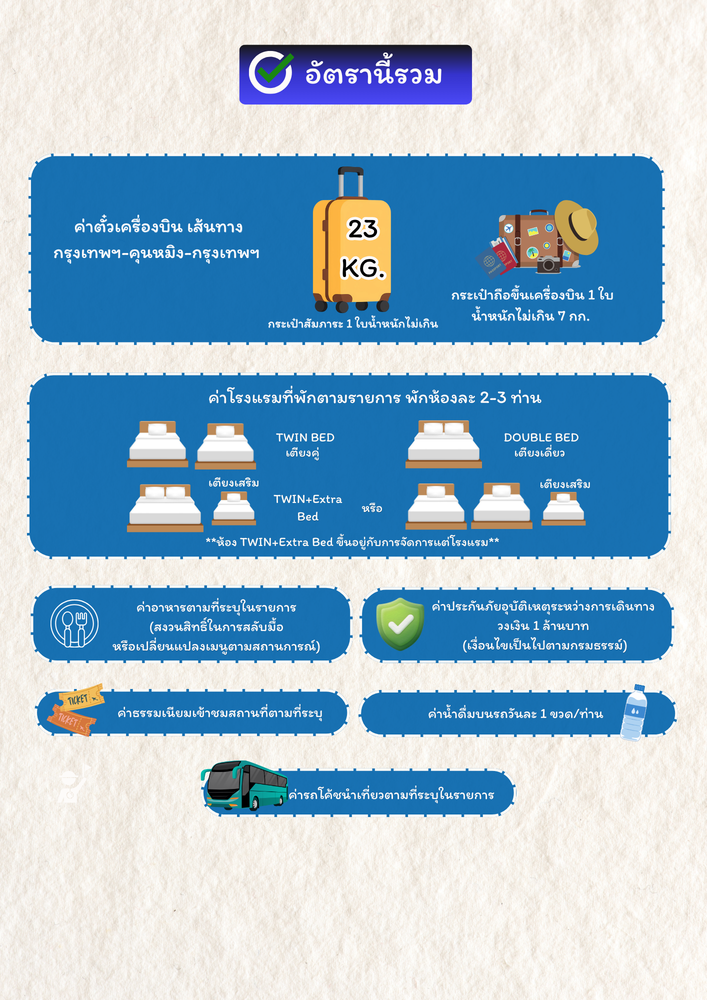 อัตรานี้รวม
ค่าตั๋วเครื่องบิน เส้นทาง
กรุงเทพฯ-คุนหมิง-กรุงเทพฯ
23
KG.
กระเป๋าสัมภาระ 1 ใบน้ำหนักไม่เกิน
PASSPORT
กระเป๋าถือขึ้นเครื่องบิน 1 ใบ
น้ำหนักไม่เกิน 7 กก.
ค่าโรงแรมที่พักตามรายการ พักห้องละ 2-3 ท่าน
TWIN BED
เตียงคู่
DOUBLE BED
เตียงเดี่ยว
เตียงเสริม
TWIN+Extra
Bed
หรือ
เตียงเสริม
**ห้อง TWIN+Extra Bed ขึ้นอยู่กับการจัดการแต่โรงแรม**
ค่าอาหารตามที่ระบุในรายการ
(สงวนสิทธิ์ในการสลับมื้อ
หรือเปลี่ยนแปลงเมนูตามสถานการณ์)
ค่าประกันภัยอุบัติเหตุระหว่างการเดินทาง
วงเงิน 1 ล้านบาท
(เงื่อนไขเป็นไปตามกรมธรรม์)
TICKET
TICKET
ค่าธรรมเนียมเข้าชมสถานที่ตามที่ระบุ
ค่าน้ำดื่มบนรถวันละ 1 ขวด/ท่าน
ค่ารถโค้ชนำเที่ยวตามที่ระบุในรายการ